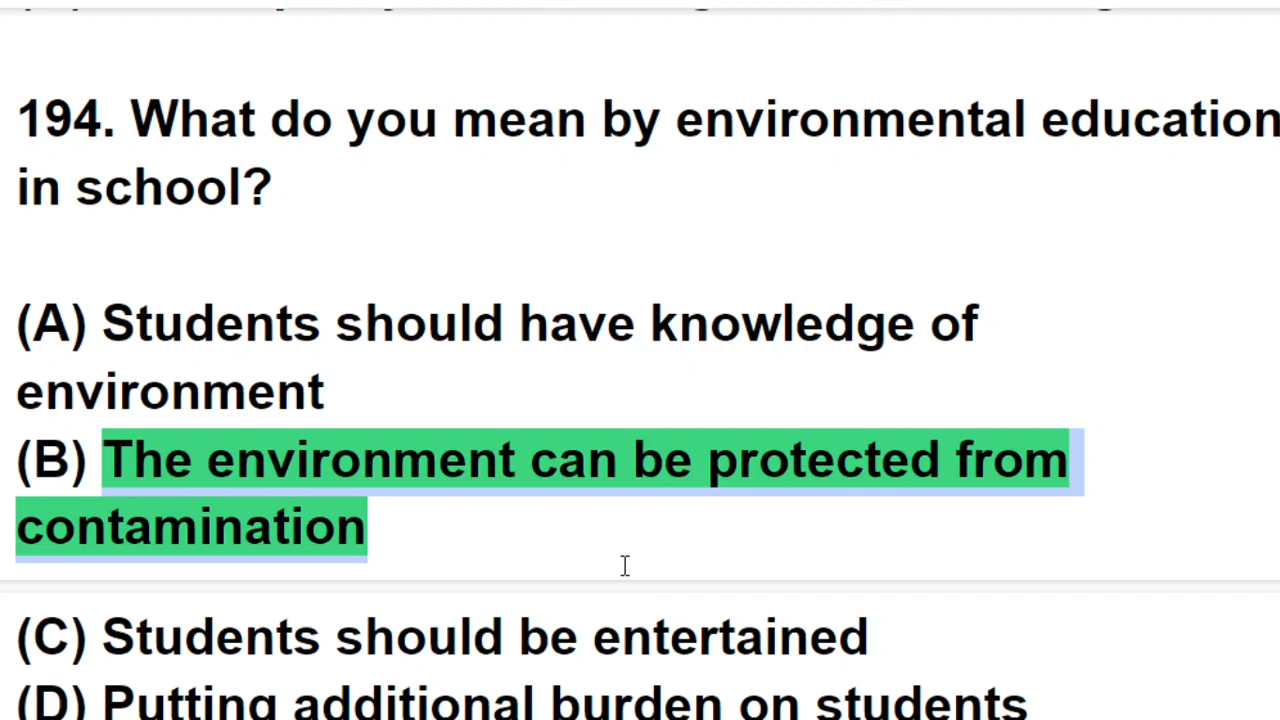 194. What do you mean by environmental education
in school?
(A) Students should have knowledge of
environment
(B) The environment can be protected from
contamination
(C) Students should be entertained
(D) Putting additional burden on students